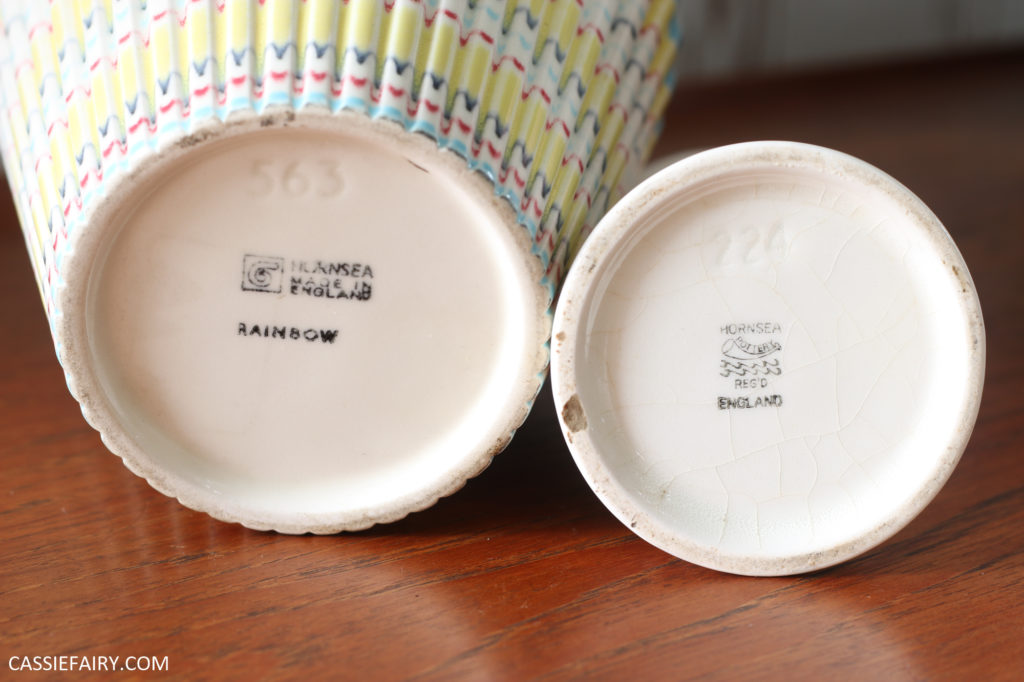 563
HORNSEA
MADE IN
ENGLAND
RAINBOW
226
HORNSEA
POTTERY
REG'D
ENGLAND
CASSIEFAIRY.COM